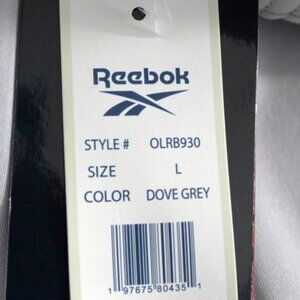 Reebok
STYLE # OLRB930
SIZE L
COLOR DOVE GREY
1 97675 80435 1